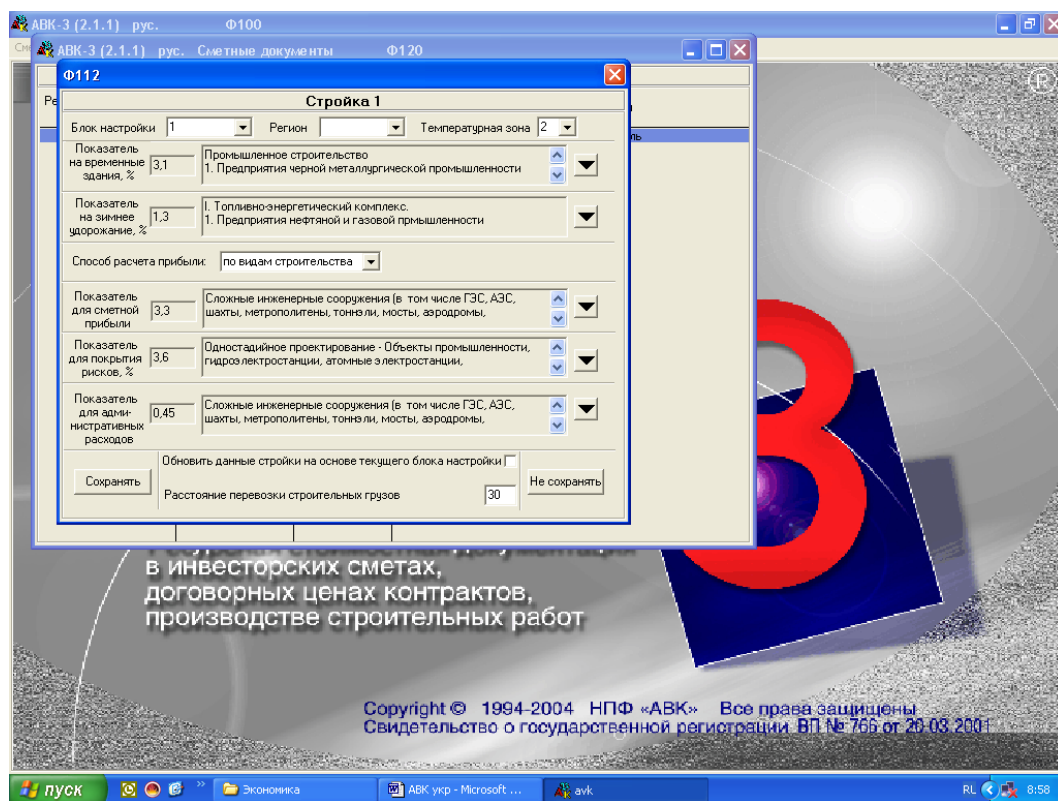 АВК-3 (2.1.1) рус. Ф100
АВК-3 (2.1.1) рус. Сметные документы Ф120
Ф112
Стройка 1
Блок настройки 1 Регион Температурная зона 2
Показатель
на временные
здания, %
3,1
Промышленное строительство
1. Предприятия черной металлургической промышленности
Показатель
на зимнее
удорожание, %
1,3
I. Топливно-энергетический комплекс.
1. Предприятия нефтяной и газовой прмышленности
Способ расчета прибыли: по видам строительства
Показатель
для сметной
прибыли
3,3
Сложные инженерные сооружения (в том числе ГЭС, АЭС,
шахты, метрополитены, тоннэли, мосты, аэродромы,
Показатель
для покрытия
рисков, %
3,6
Одностадийное проектирование - Объекты промышленности,
гидроэлектростанции, атомные электростанции,
Показатель
для адми-
нистративных
расходов
0,45
Сложные инженерные сооружения (в том числе ГЭС, АЭС,
шахты, метрополитены, тоннэли, мосты, аэродромы,
Обновить данные стройки на основе текущего блока настройки
Сохранять
Расстояние перевозки строительных грузов 30
Не сохранять
в инвесторских сметах,
договорных ценах контрактов,
производстве строительных работ
3
®
Copyright © 1994-2004 НПФ «АВК» Все права защищены
Свидетельство о государственной регистрации ВП № 766 от 20.03.2001
пуск » Экономика АВК укр - Microsoft ... avk RL 8:58